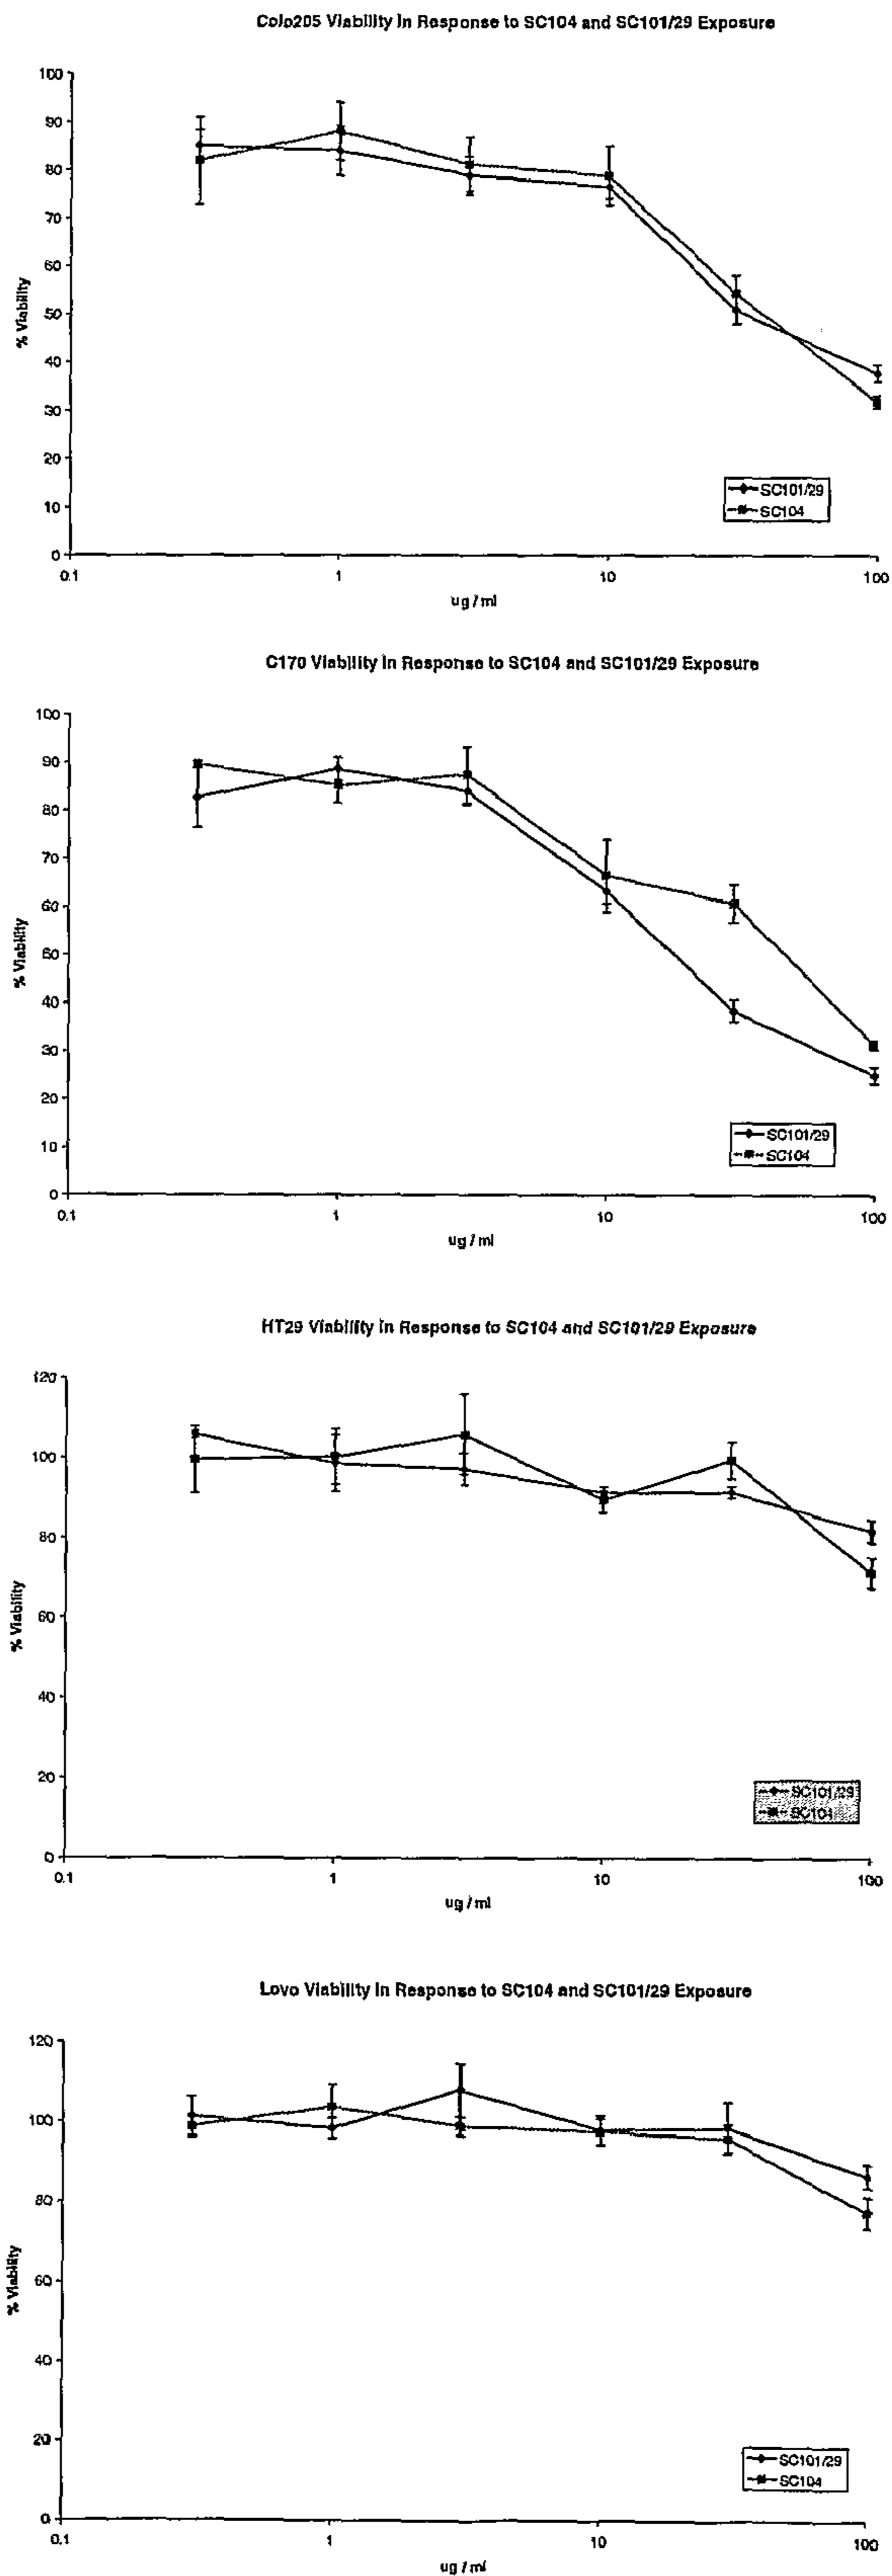 Colo205 Viability in Response to SC104 and SC101/29 Exposure
100
90
80
70
60
50
40
30
20
10
0
% Viability
0.1 1 10 100
ug / ml
SC101/29
SC104
C170 Viability in Response to SC104 and SC101/29 Exposure
100
90
80
70
60
50
40
30
20
10
0
% Viability
0.1 1 10 100
ug / ml
SC101/29
SC104
HT29 Viability in Response to SC104 and SC101/29 Exposure
120
100
80
60
40
20
0
% Viability
0.1 1 10 100
ug / ml
SC101/29
SC104
Lovo Viability in Response to SC104 and SC101/29 Exposure
120
100
80
60
40
20
0
% Viability
0.1 1 10 100
ug / ml
SC101/29
SC104